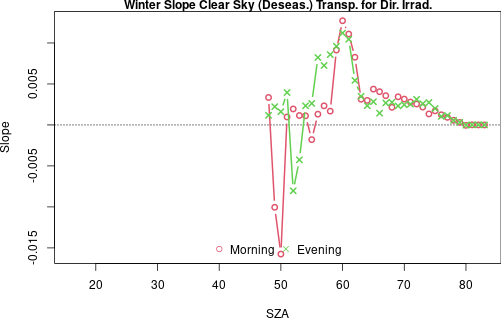 Winter Slope Clear Sky (Deseas.) Transp. for Dir. Irrad.
Slope
0.005
-0.005
-0.015
Morning Evening
20 30 40 50 60 70 80
SZA